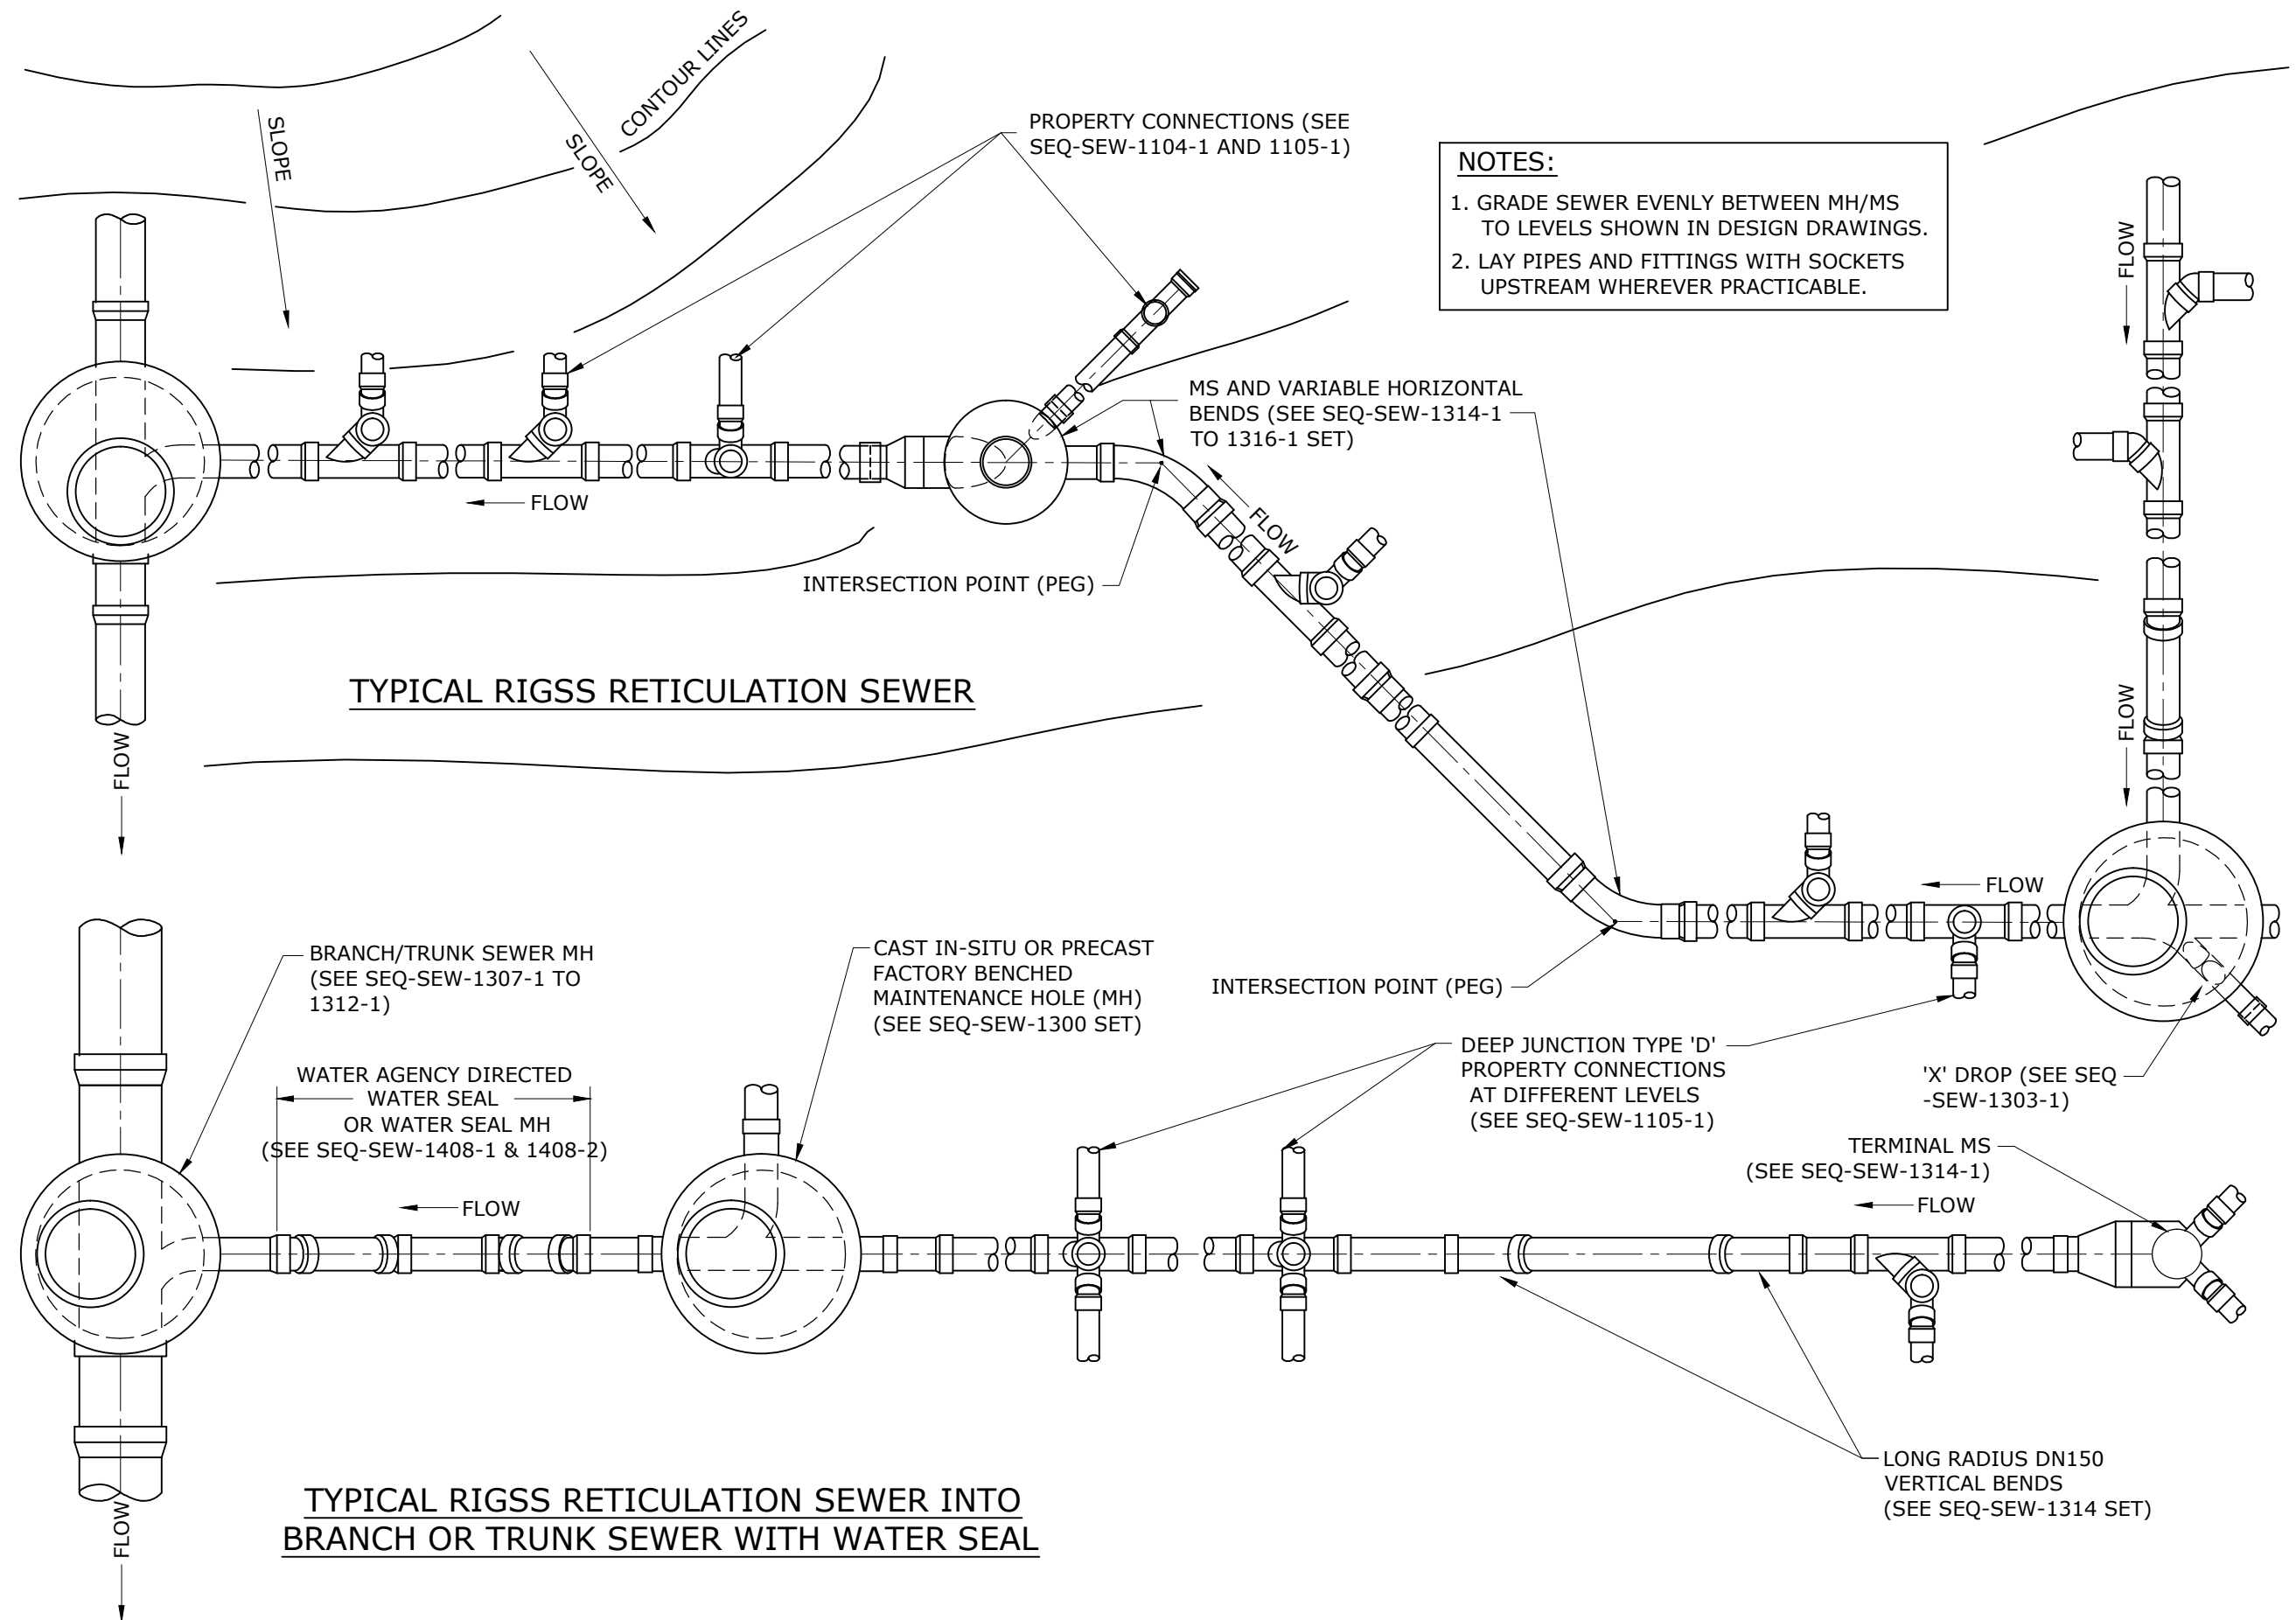 CONTOUR LINES
SLOPE
SLOPE
PROPERTY CONNECTIONS (SEE
SEQ-SEW-1104-1 AND 1105-1)
NOTES:
1. GRADE SEWER EVENLY BETWEEN MH/MS
TO LEVELS SHOWN IN DESIGN DRAWINGS.
2. LAY PIPES AND FITTINGS WITH SOCKETS
UPSTREAM WHEREVER PRACTICABLE.
FLOW
MS AND VARIABLE HORIZONTAL
BENDS (SEE SEQ-SEW-1314-1
TO 1316-1 SET)
FLOW
FLOW
INTERSECTION POINT (PEG)
TYPICAL RIGSS RETICULATION SEWER
FLOW
FLOW
FLOW
BRANCH/TRUNK SEWER MH
(SEE SEQ-SEW-1307-1 TO
1312-1)
CAST IN-SITU OR PRECAST
FACTORY BENCHED
MAINTENANCE HOLE (MH)
(SEE SEQ-SEW-1300 SET)
INTERSECTION POINT (PEG)
DEEP JUNCTION TYPE 'D'
PROPERTY CONNECTIONS
AT DIFFERENT LEVELS
(SEE SEQ-SEW-1105-1)
'X' DROP (SEE SEQ
-SEW-1303-1)
WATER AGENCY DIRECTED
WATER SEAL
OR WATER SEAL MH
(SEE SEQ-SEW-1408-1 & 1408-2)
TERMINAL MS
(SEE SEQ-SEW-1314-1)
FLOW
FLOW
LONG RADIUS DN150
VERTICAL BENDS
(SEE SEQ-SEW-1314 SET)
TYPICAL RIGSS RETICULATION SEWER INTO
BRANCH OR TRUNK SEWER WITH WATER SEAL
FLOW